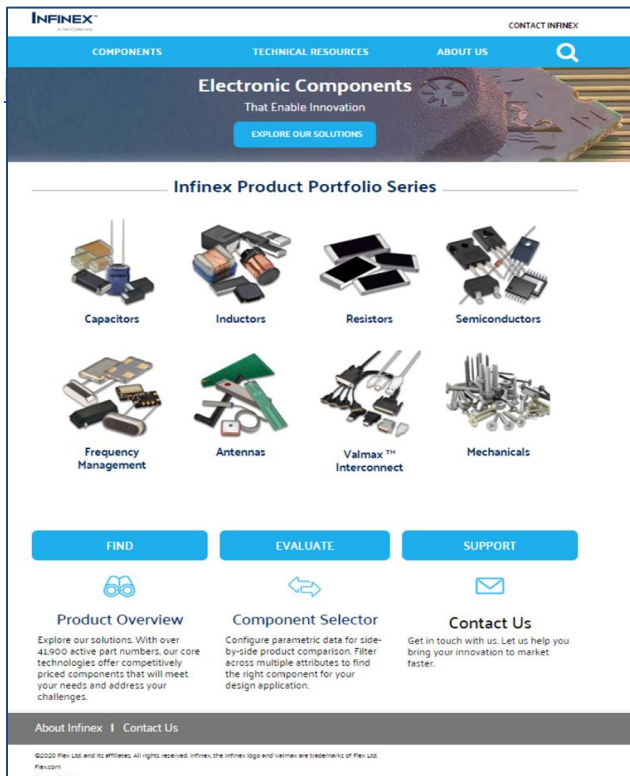 INFINEX™
A Flex Company
CONTACT INFINEX
COMPONENTS TECHNICAL RESOURCES ABOUT US
Electronic Components
That Enable Innovation
EXPLORE OUR SOLUTIONS
Infinex Product Portfolio Series
Capacitors Inductors Resistors Semiconductors
Frequency Antennas Valmax ™ Mechanicals
Management Interconnect
FIND EVALUATE SUPPORT
Product Overview
Explore our solutions. With over
41,900 active part numbers, our core
technologies offer competitively
priced components that will meet
your needs and address your
challenges.
Component Selector
Configure parametric data for side-
by-side product comparison. Filter
across multiple attributes to find
the right component for your
design application.
Contact Us
Get in touch with us. Let us help you
bring your innovation to market
faster.
About Infinex | Contact Us
©2020 Flex Ltd. and its affiliates. All rights reserved. Infinex, the Infinex logo and Valmax are trademarks of Flex Ltd.
Flex.com